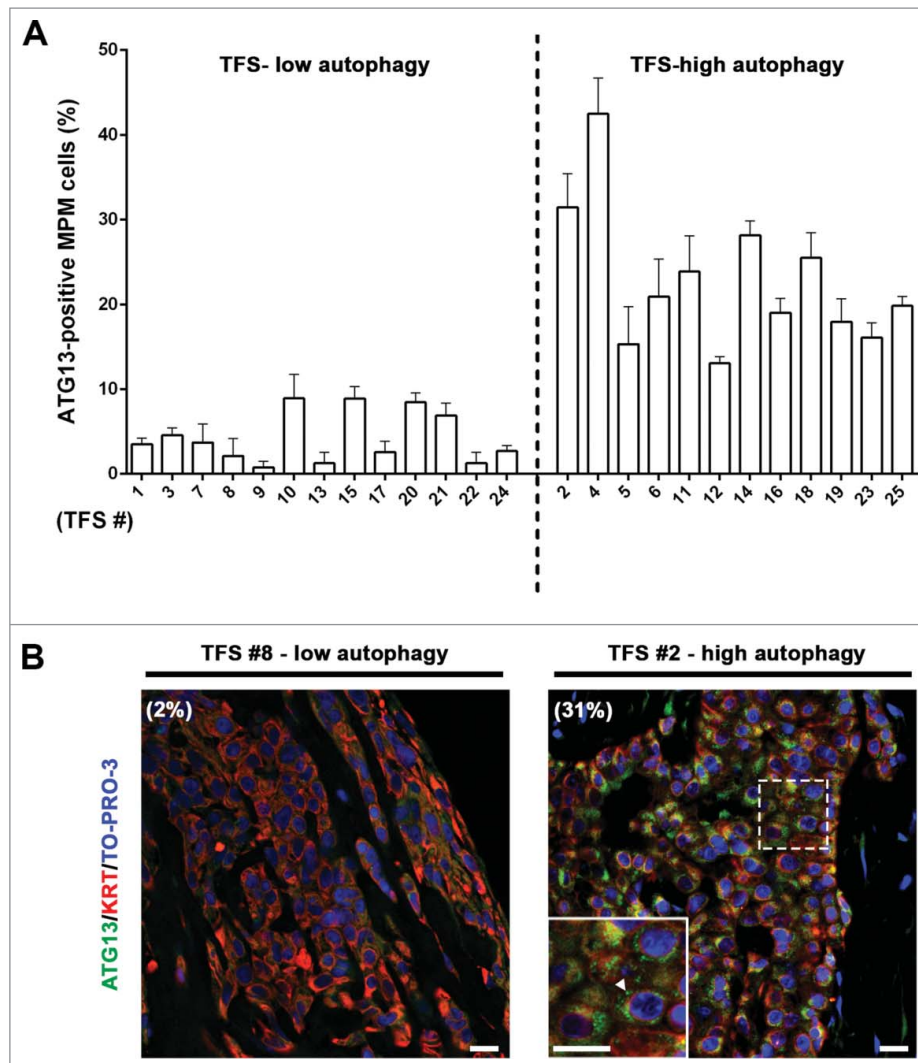 A
50
40
30
20
10
0
ATG13-positive MPM cells (%)
TFS- low autophagy
TFS-high autophagy
1 3 7 8 9 10 13 15 17 20 21 22 24 2 4 5 6 11 12 14 16 18 19 23 25
(TFS #)
B
TFS #8 - low autophagy
TFS #2 - high autophagy
(2%)
(31%)
ATG13/KRT/TO-PRO-3